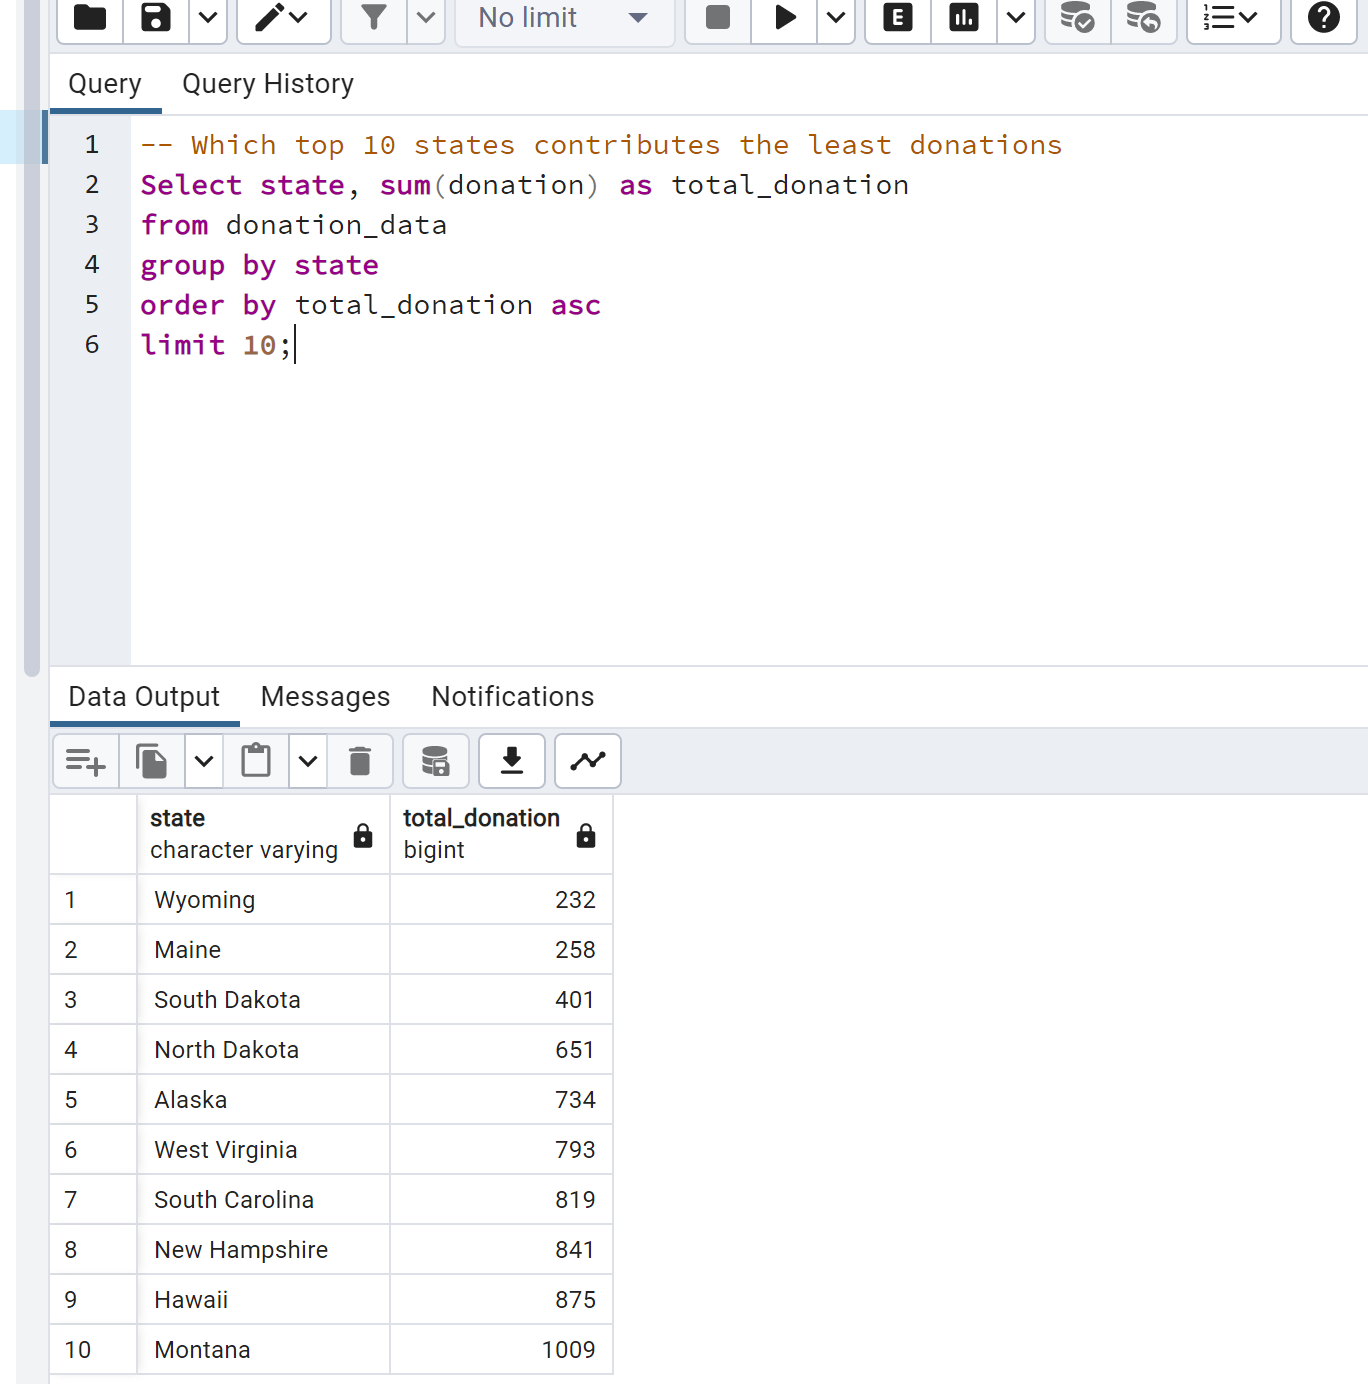 No limit
E
Query Query History
1 -- Which top 10 states contributes the least donations
2 Select state, sum(donation) as total_donation
3 from donation_data
4 group by state
5 order by total_donation asc
6 limit 10;
Data Output Messages Notifications
state total_donation
character varying bigint
1 Wyoming 232
2 Maine 258
3 South Dakota 401
4 North Dakota 651
5 Alaska 734
6 West Virginia 793
7 South Carolina 819
8 New Hampshire 841
9 Hawaii 875
10 Montana 1009